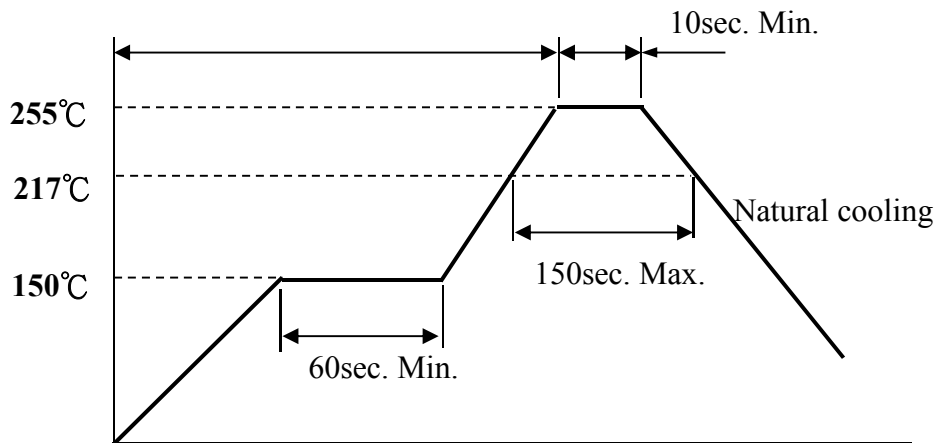 10sec. Min.
255℃
217℃
Natural cooling
150℃
150sec. Max.
60sec. Min.